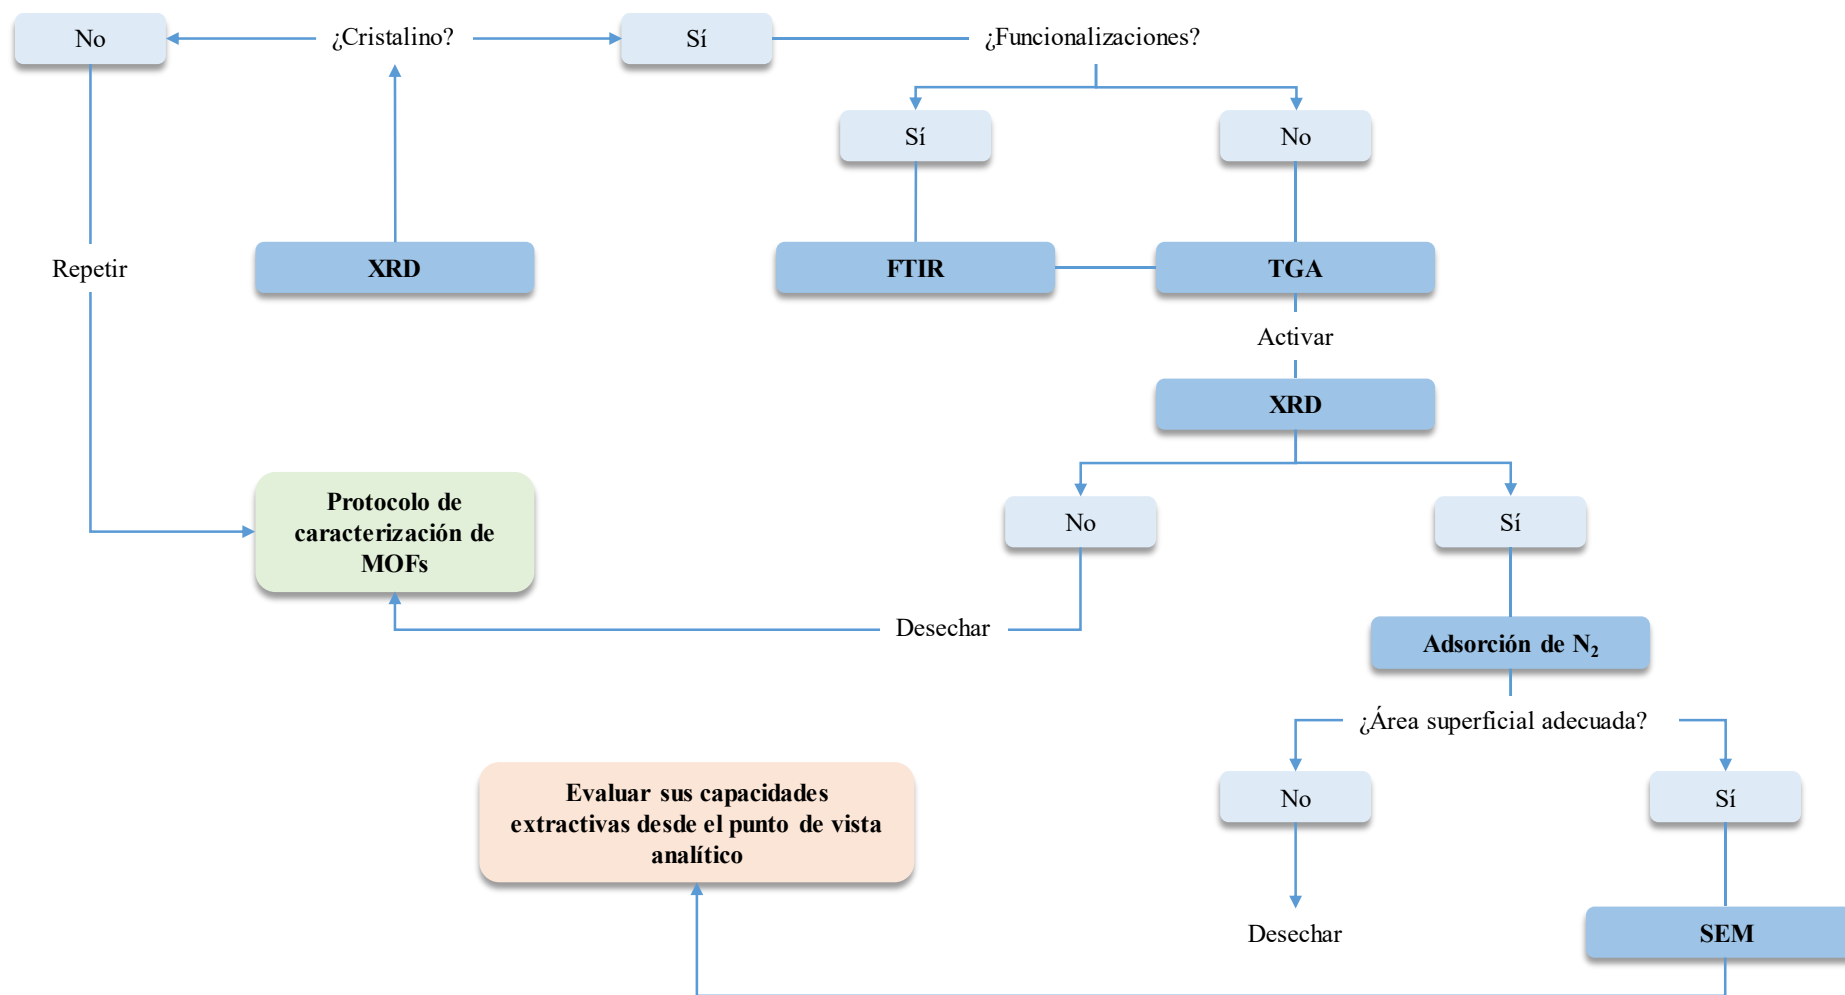 No
¿Cristalino?
Sí
¿Funcionalizaciones?
Sí
No
Repetir
XRD
FTIR
TGA
Activar
XRD
Protocolo de
caracterización de
MOFs
No
Sí
Desechar
Adsorción de N₂
¿Área superficial adecuada?
Evaluar sus capacidades
extractivas desde el punto de vista
analítico
No
Sí
Desechar
SEM